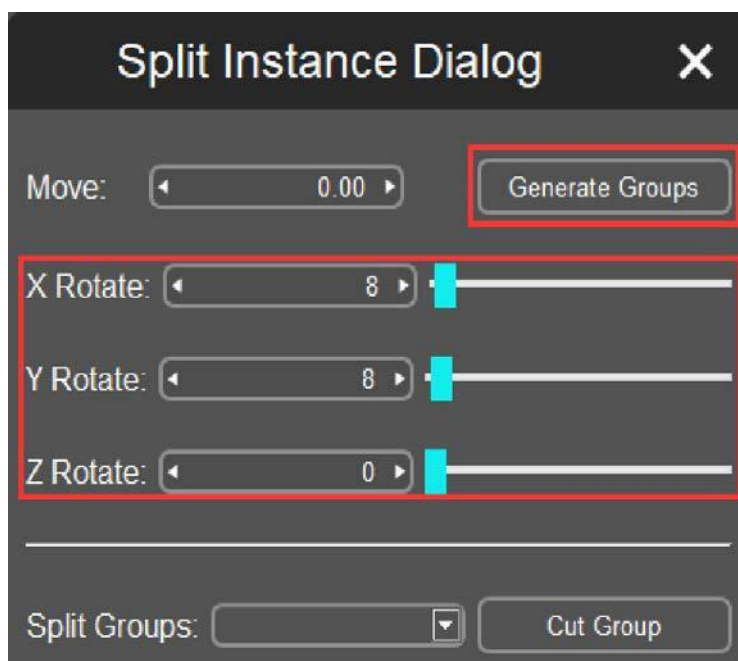 Split Instance Dialog
Move: 0.00 Generate Groups
X Rotate: 8
Y Rotate: 8
Z Rotate: 0
Split Groups: Cut Group